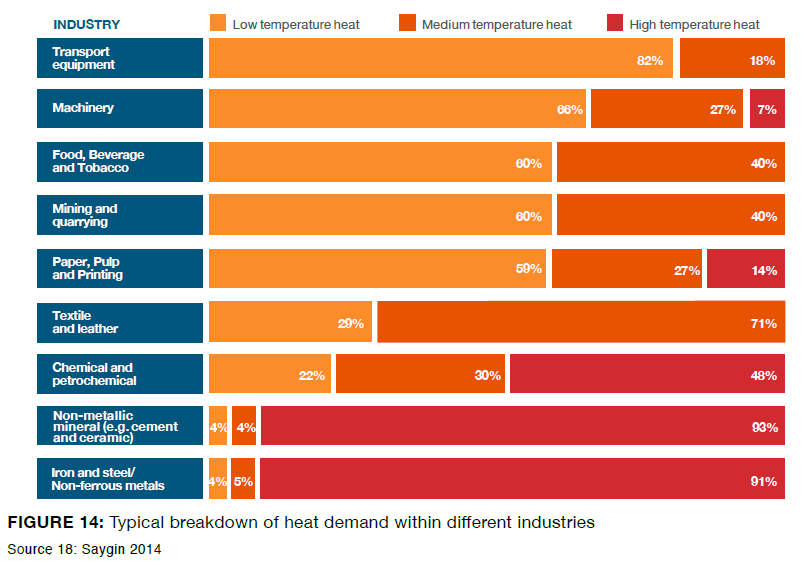 INDUSTRY
Low temperature heat
Medium temperature heat
High temperature heat
Transport
equipment
82%
18%
Machinery
66%
27%
7%
Food, Beverage
and Tobacco
60%
40%
Mining and
quarrying
60%
40%
Paper, Pulp
and Printing
59%
27%
14%
Textile
and leather
29%
71%
Chemical and
petrochemical
22%
30%
48%
Non-metallic
mineral (e.g. cement
and ceramic)
4%
4%
93%
Iron and steel/
Non-ferrous metals
4%
5%
91%
FIGURE 14: Typical breakdown of heat demand within different industries
Source 18: Saygin 2014